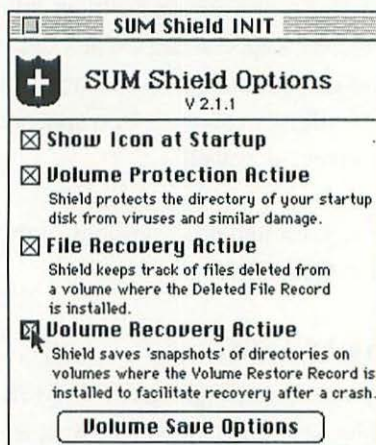 SUM Shield INIT
SUM Shield Options
V 2.1.1
Show Icon at Startup
Volume Protection Active
Shield protects the directory of your startup
disk from viruses and similar damage.
File Recovery Active
Shield keeps track of files deleted from
a volume where the Deleted File Record
is installed.
Volume Recovery Active
Shield saves 'snapshots' of directories on
volumes where the Volume Restore Record is
installed to facilitate recovery after a crash.
Volume Save Options